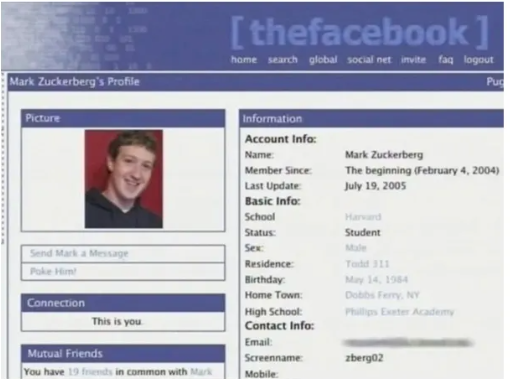 [ thefacebook ]
home search global social net invite faq logout
Mark Zuckerberg's Profile
Picture
Send Mark a Message
Poke Him!
Connection
This is you.
Mutual Friends
You have 19 friends in common with Mark
Information
Account Info:
Name: Mark Zuckerberg
Member Since: The beginning (February 4, 2004)
Last Update: July 19, 2005
Basic Info:
School Harvard
Status: Student
Sex: Male
Residence: Todd 311
Birthday: May 14, 1984
Home Town: Dobbs Ferry, NY
High School: Phillips Exeter Academy
Contact Info:
Email:
Screenname: zberg02
Mobile: